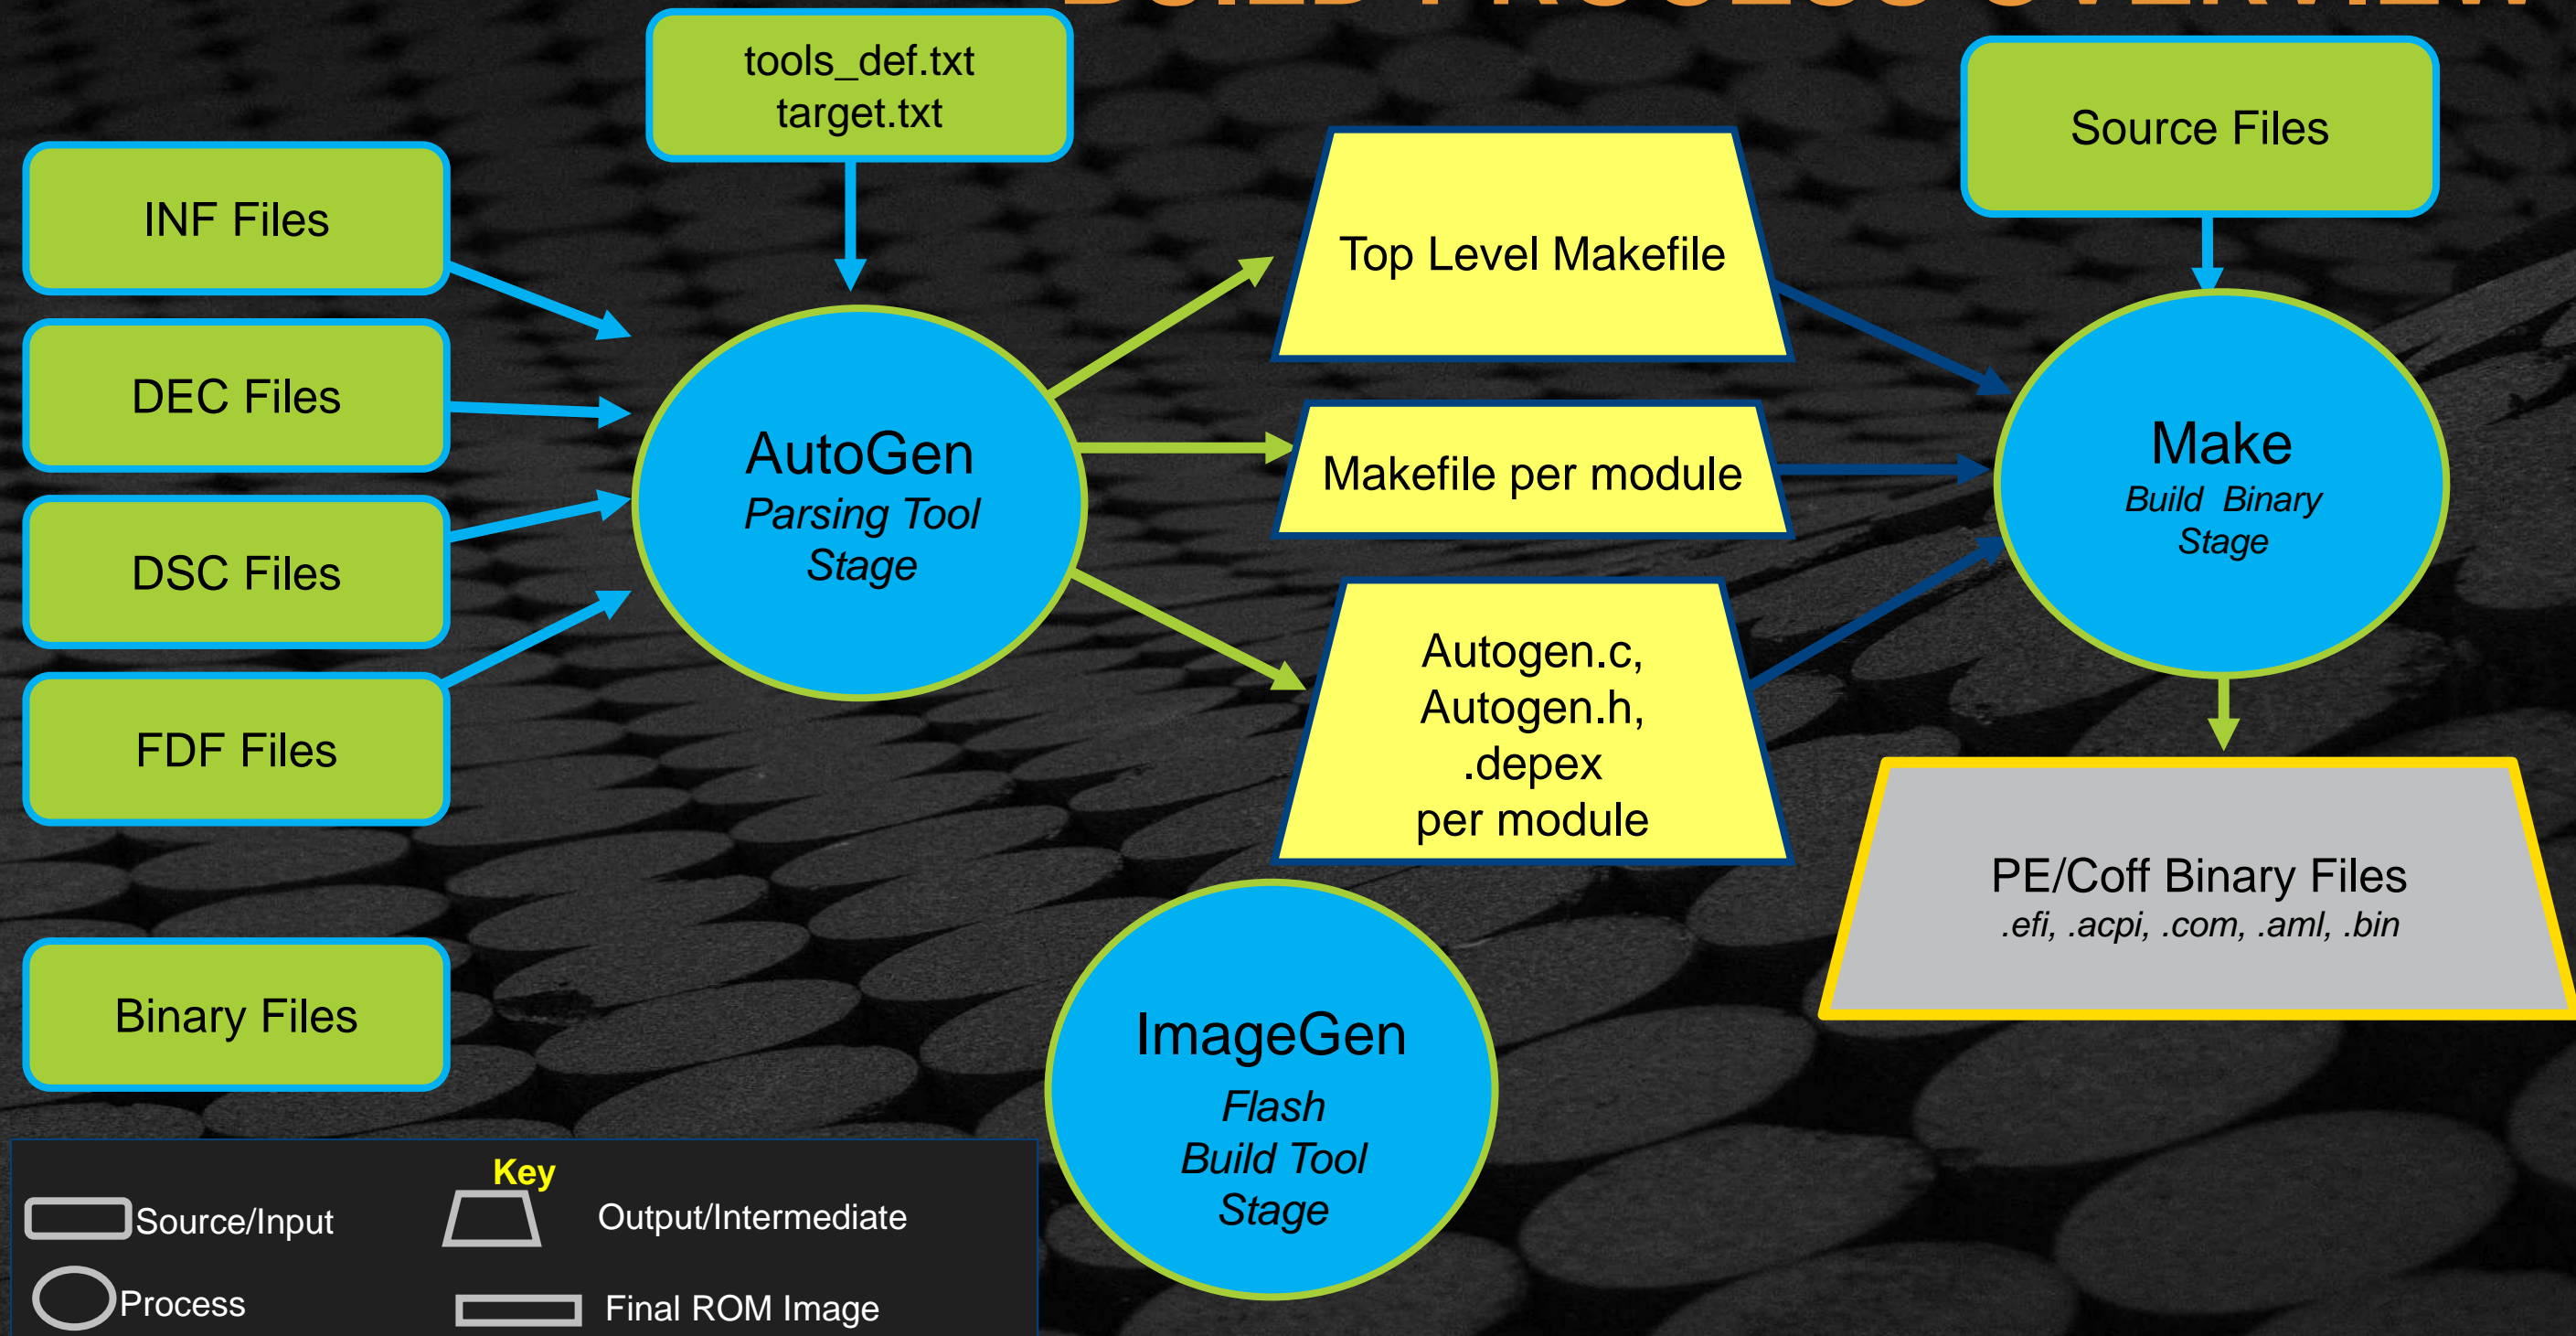 BUILD PROCESS OVERVIEW
tools_def.txt
target.txt
Source Files
INF Files
DEC Files
DSC Files
FDF Files
Binary Files
AutoGen
Parsing Tool
Stage
Top Level Makefile
Makefile per module
Autogen.c,
Autogen.h,
.depex
per module
Make
Build Binary
Stage
PE/Coff Binary Files
.efi, .acpi, .com, .aml, .bin
ImageGen
Flash
Build Tool
Stage
Key
Source/Input
Output/Intermediate
Process
Final ROM Image